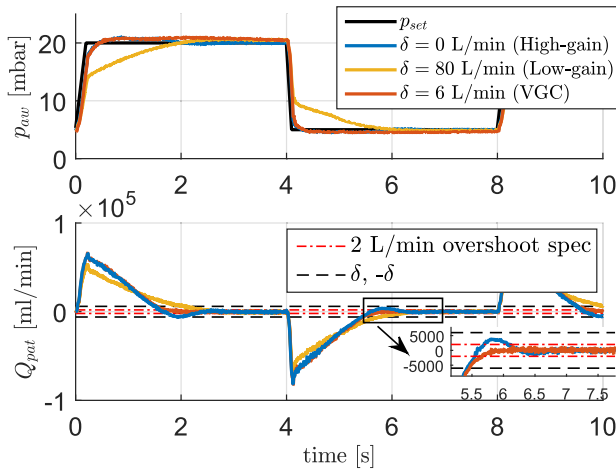 p_set
δ = 0 L/min (High-gain)
δ = 80 L/min (Low-gain)
δ = 6 L/min (VGC)
p_aw [mbar]
30
20
10
0
0 2 4 6 8 10
×10^5
2 L/min overshoot spec
δ, -δ
Q_pat [ml/min]
1
0
-1
5000
0
-5000
5.5 6 6.5 7 7.5
0 2 4 6 8 10
time [s]